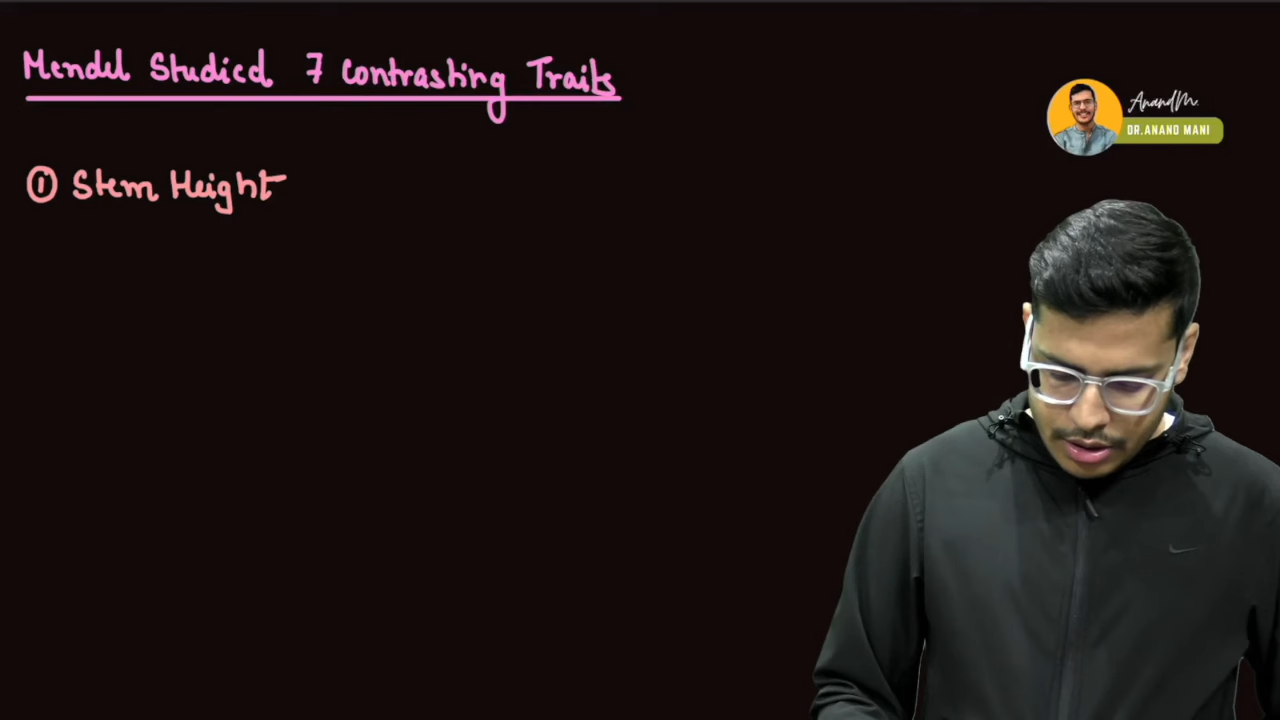 Mendel Studied 7 Contrasting Traits
AnandM.
DR.ANAND MANI
① Stem Height